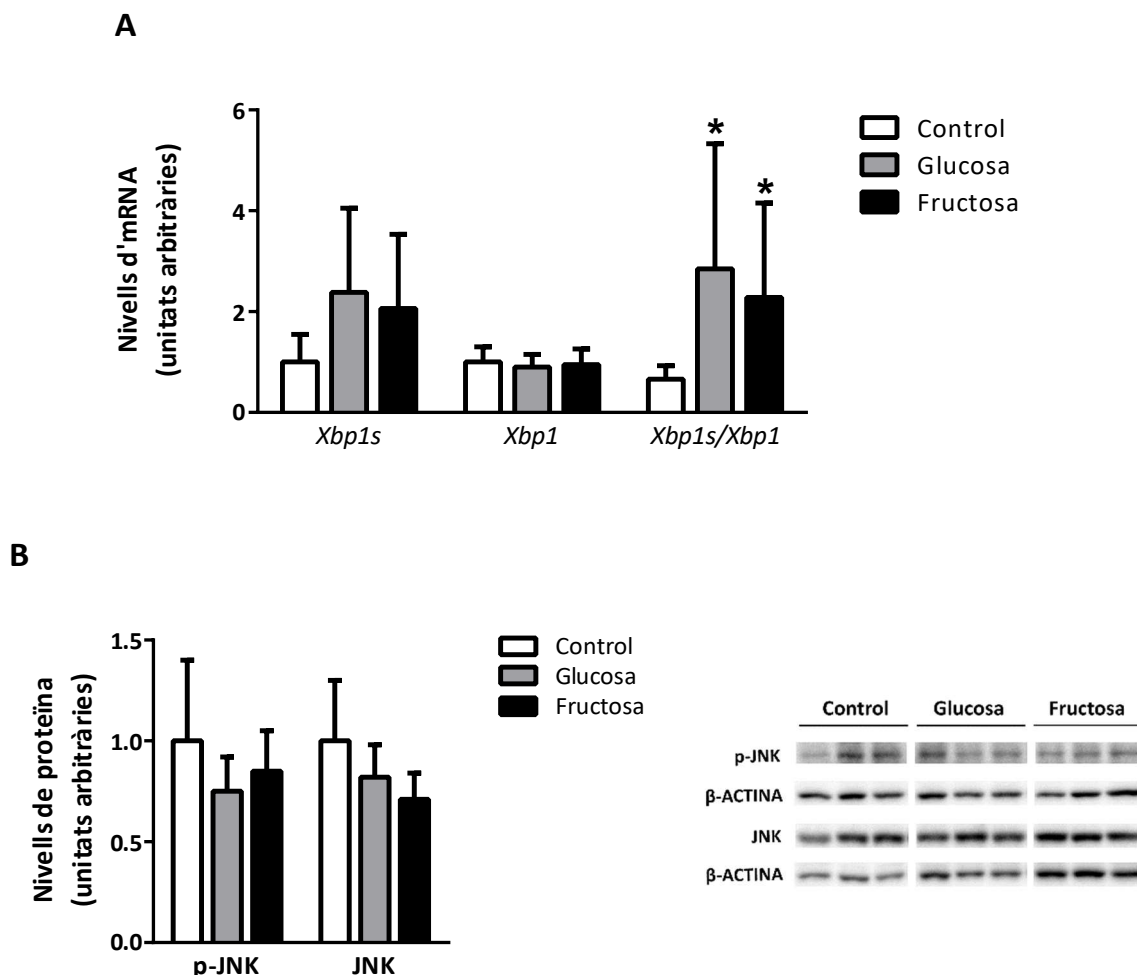 A
Nivells d'mRNA
(unitats arbitràries)
6
4
2
0
*
*
Xbp1s
Xbp1
Xbp1s/Xbp1
Control
Glucosa
Fructosa
B
Nivells de proteïna
(unitats arbitràries)
1.5
1.0
0.5
0.0
p-JNK
JNK
Control
Glucosa
Fructosa
Control Glucosa Fructosa
p-JNK
β-ACTINA
JNK
β-ACTINA